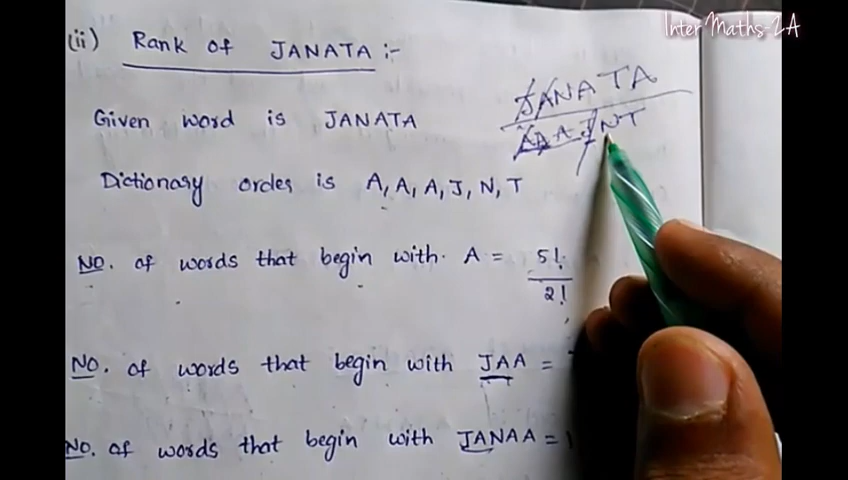 Inter Maths-2A
(ii) Rank of JANATA :-
JANATA
AAAJNT
Given word is JANATA
Dictionary order is A, A, A, J, N, T
NO. of words that begin with A = 5!/2!
NO. of words that begin with JAA =
NO. of words that begin with JANAA =